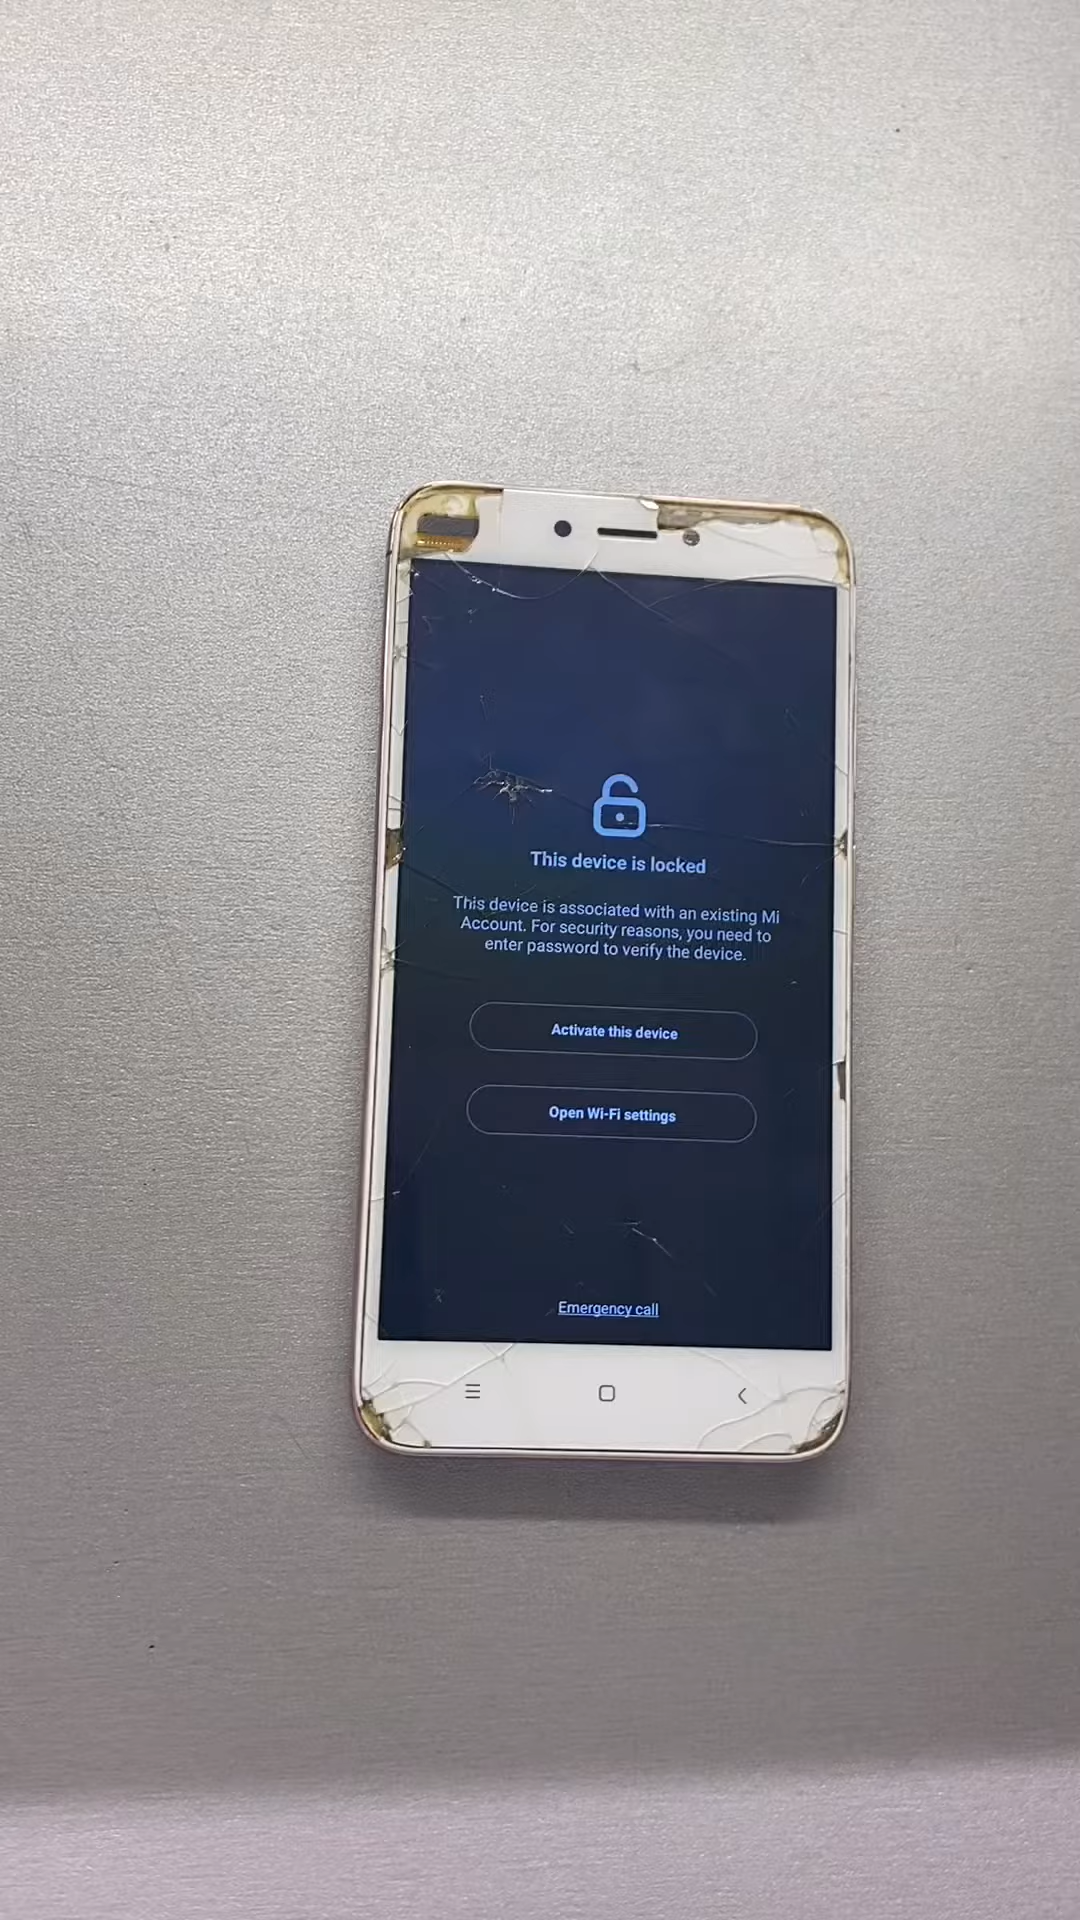 This device is locked
This device is associated with an existing Mi
Account. For security reasons, you need to
enter password to verify the device.
Activate this device
Open Wi-Fi settings
Emergency call